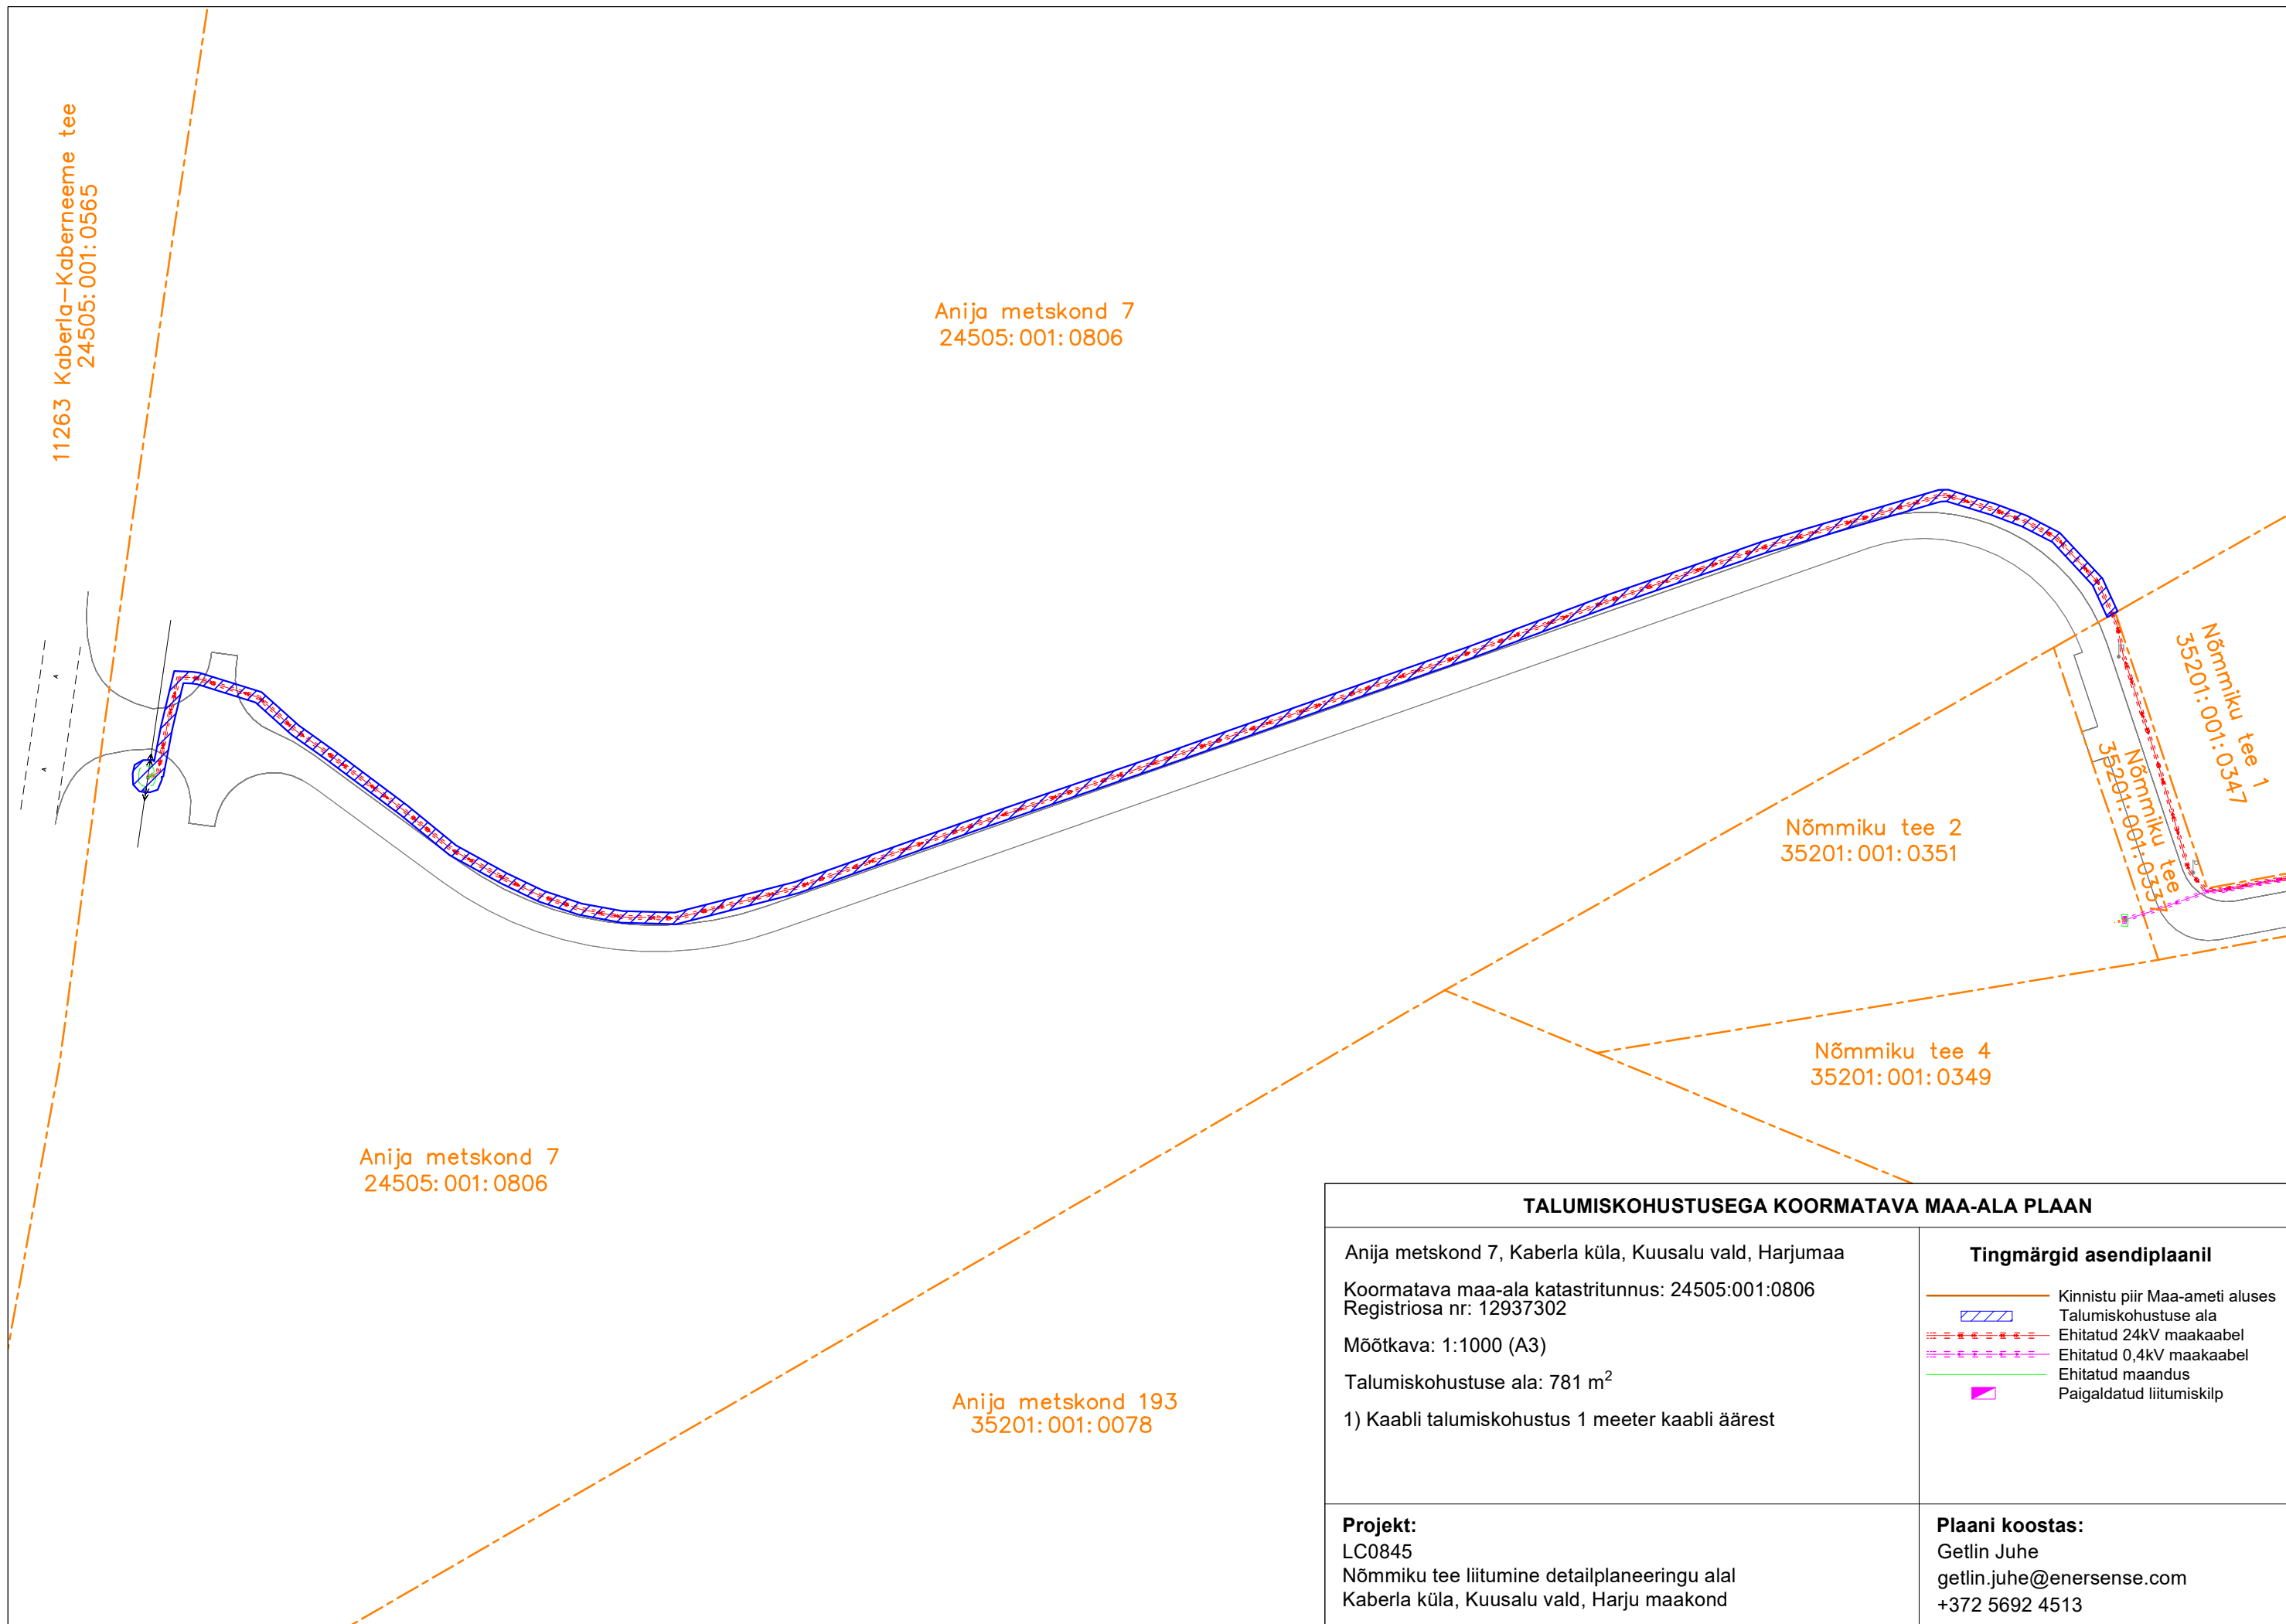 11263 Kaberla-Kaberneeme tee
24505:001:0565
Anija metskond 7
24505:001:0806
Nõmmiku tee 1
35201:001:0347
Nõmmiku tee
35201:001:0337
Nõmmiku tee 2
35201:001:0351
Nõmmiku tee 4
35201:001:0349
Anija metskond 7
24505:001:0806
Anija metskond 193
35201:001:0078
A
A
TALUMISKOHUSTUSEGA KOORMATAVA MAA-ALA PLAAN
Anija metskond 7, Kaberla küla, Kuusalu vald, Harjumaa
Koormatava maa-ala katastritunnus: 24505:001:0806
Registriosa nr: 12937302
Mõõtkava: 1:1000 (A3)
Talumiskohustuse ala: 781 m²
1) Kaabli talumiskohustus 1 meeter kaabli äärest
Tingmärgid asendiplaanil
Kinnistu piir Maa-ameti aluses
Talumiskohustuse ala
Ehitatud 24kV maakaabel
Ehitatud 0,4kV maakaabel
Ehitatud maandus
Paigaldatud liitumiskilp
Projekt:
LC0845
Nõmmiku tee liitumine detailplaneeringu alal
Kaberla küla, Kuusalu vald, Harju maakond
Plaani koostas:
Getlin Juhe
getlin.juhe@enersense.com
+372 5692 4513